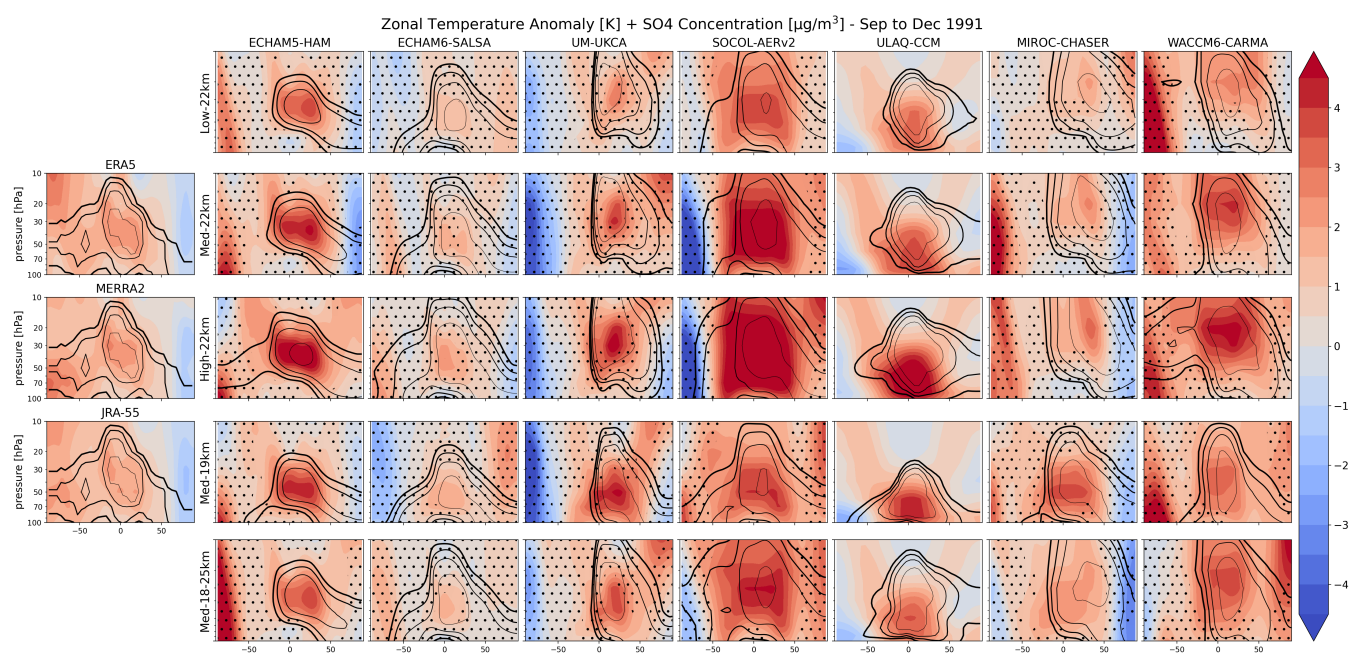 Zonal Temperature Anomaly [K] + SO4 Concentration [µg/m³] - Sep to Dec 1991
ECHAM5-HAM ECHAM6-SALSA UM-UKCA SOCOL-AERv2 ULAQ-CCM MIROC-CHASER WACCM6-CARMA
Low-22km
ERA5
pressure [hPa]
10
20
30
50
70
100
Med-22km
MERRA2
pressure [hPa]
10
20
30
50
70
100
High-22km
JRA-55
pressure [hPa]
10
20
30
50
70
100
−50 0 50
Med-19km
Med-18-25km
−50 0 50 −50 0 50 −50 0 50 −50 0 50 −50 0 50 −50 0 50 −50 0 50
4
3
2
1
0
−1
−2
−3
−4